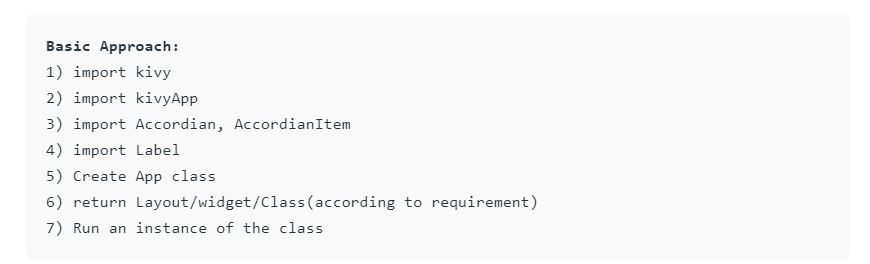 Basic Approach:
1) import kivy
2) import kivyApp
3) import Accordian, AccordianItem
4) import Label
5) Create App class
6) return Layout/widget/Class(according to requirement)
7) Run an instance of the class